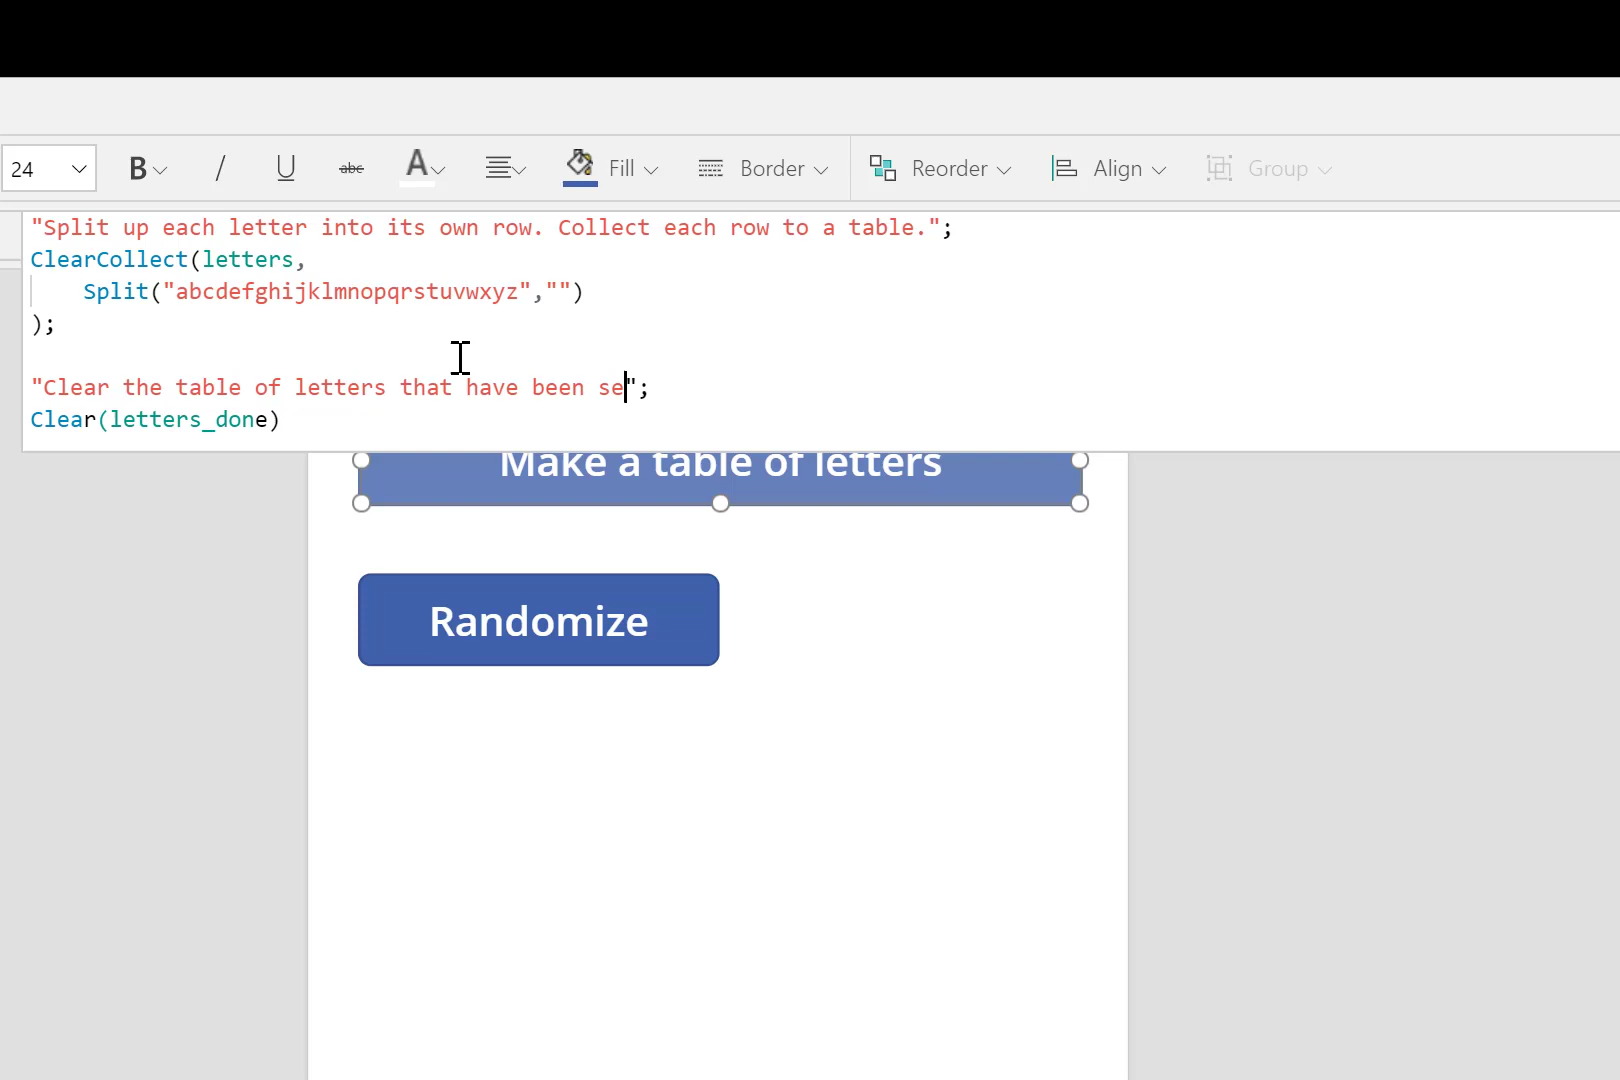 24 B / U abc A Fill Border Reorder Align Group
"Split up each letter into its own row. Collect each row to a table.";
ClearCollect(letters,
    Split("abcdefghijklmnopqrstuvwxyz","")
);
"Clear the table of letters that have been se";
Clear(letters_done)
Make a table of letters
Randomize